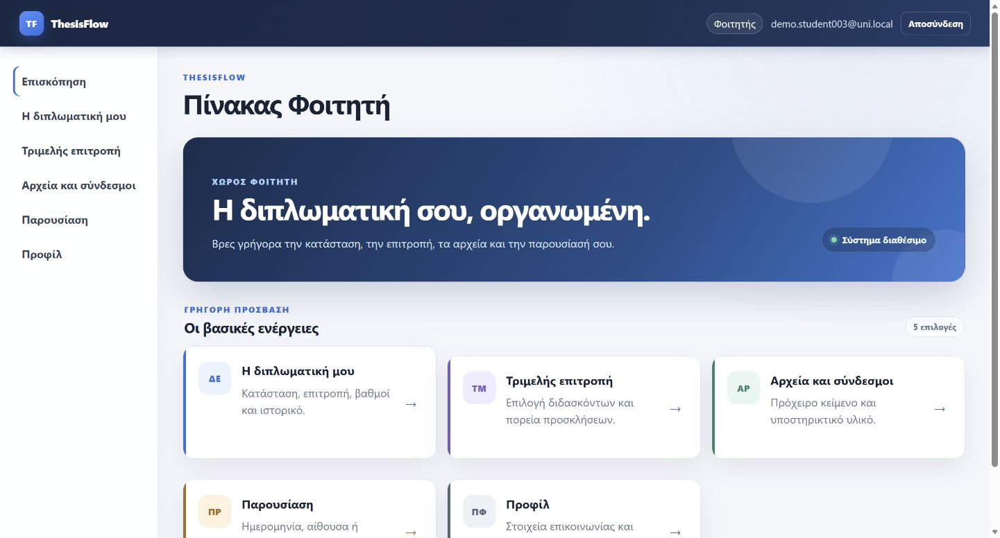 TF ThesisFlow
Φοιτητής demo.student003@uni.local Αποσύνδεση
Επισκόπηση
Η διπλωματική μου
Τριμελής επιτροπή
Αρχεία και σύνδεσμοι
Παρουσίαση
Προφίλ
THESISFLOW
Πίνακας Φοιτητή
ΧΩΡΟΣ ΦΟΙΤΗΤΗ
Η διπλωματική σου, οργανωμένη.
Βρες γρήγορα την κατάσταση, την επιτροπή, τα αρχεία και την παρουσίασή σου.
Σύστημα διαθέσιμο
ΓΡΗΓΟΡΗ ΠΡΟΣΒΑΣΗ
Οι βασικές ενέργειες
5 επιλογές
ΔΕ
Η διπλωματική μου
Κατάσταση, επιτροπή, βαθμοί
και ιστορικό.
→
ΤΜ
Τριμελής επιτροπή
Επιλογή διδασκόντων και
πορεία προσκλήσεων.
→
ΑΡ
Αρχεία και σύνδεσμοι
Πρόχειρο κείμενο και
υποστηρικτικό υλικό.
→
ΠΡ
Παρουσίαση
Ημερομηνία, αίθουσα ή
→
ΠΦ
Προφίλ
Στοιχεία επικοινωνίας και
→